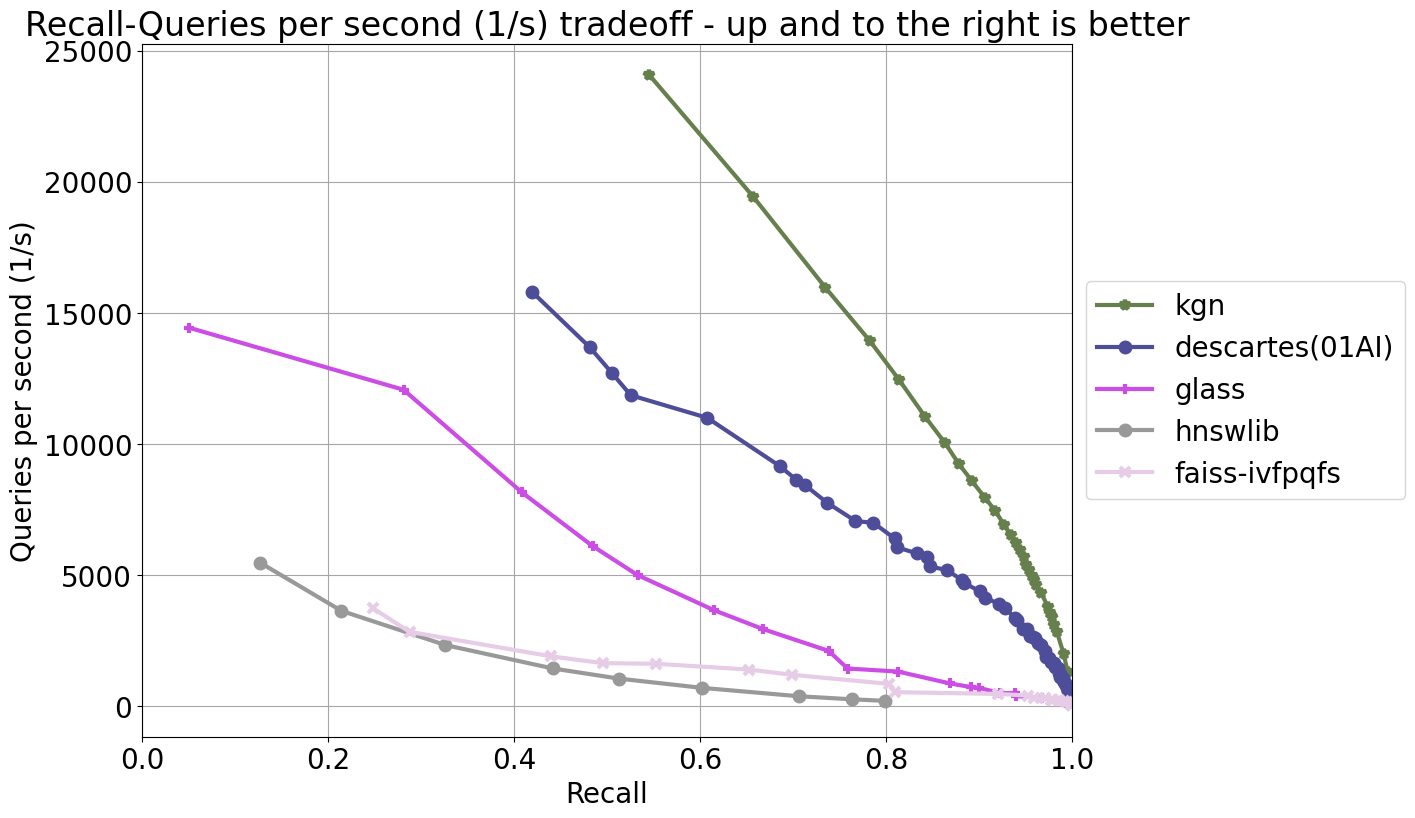 Recall-Queries per second (1/s) tradeoff - up and to the right is better
25000
20000
15000
10000
5000
0
Queries per second (1/s)
0.0 0.2 0.4 0.6 0.8 1.0
Recall
kgn
descartes(01AI)
glass
hnswlib
faiss-ivfpqfs